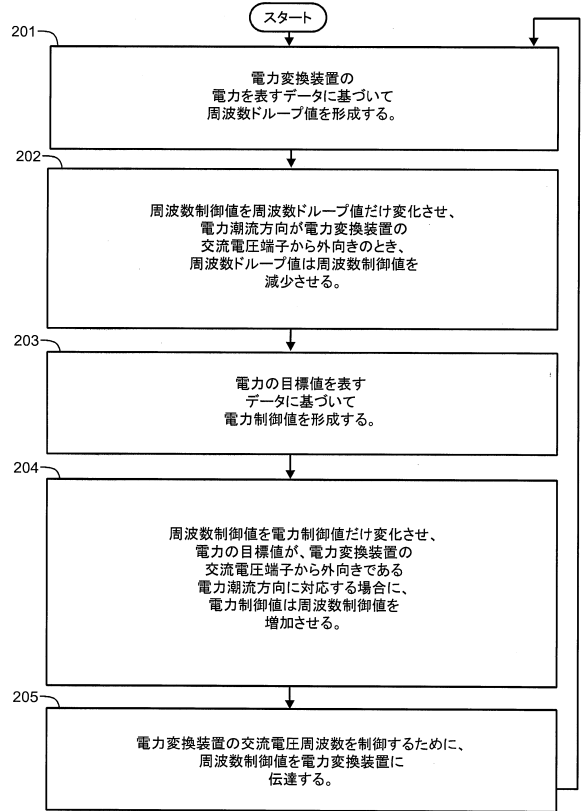 スタート
201
電力変換装置の
電力を表すデータに基づいて
周波数ドループ値を形成する。
202
周波数制御値を周波数ドループ値だけ変化させ、
電力潮流方向が電力変換装置の
交流電圧端子から外向きのとき、
周波数ドループ値は周波数制御値を
減少させる。
203
電力の目標値を表す
データに基づいて
電力制御値を形成する。
204
周波数制御値を電力制御値だけ変化させ、
電力の目標値が、電力変換装置の
交流電圧端子から外向きである
電力潮流方向に対応する場合に、
電力制御値は周波数制御値を
増加させる。
205
電力変換装置の交流電圧周波数を制御するために、
周波数制御値を電力変換装置に
伝達する。